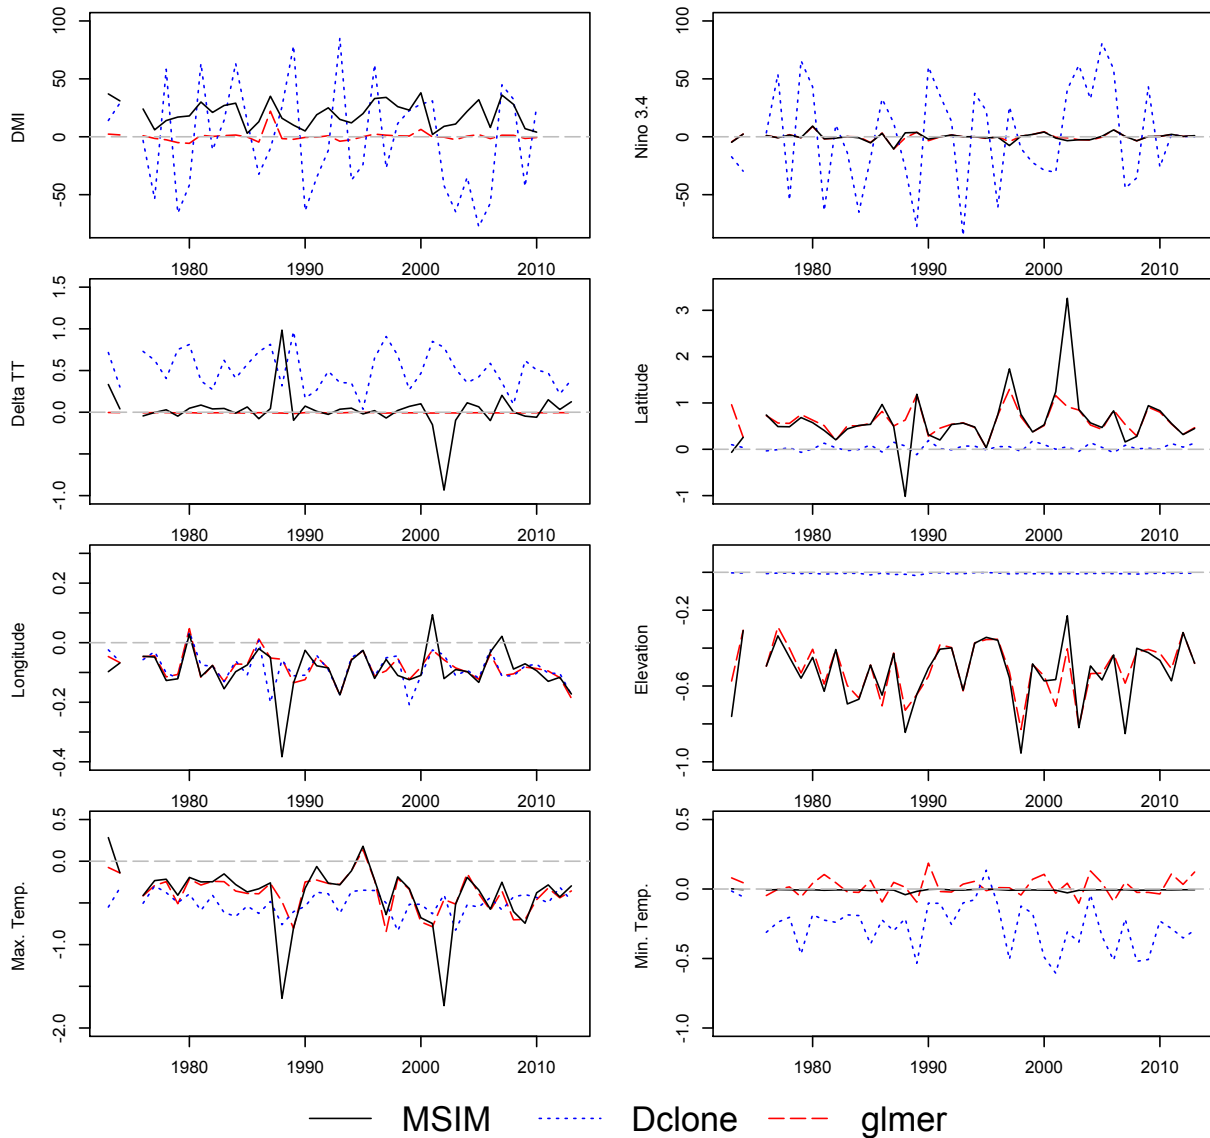 DMI
100
50
0
50
1980 1990 2000 2010
Nino 3.4
100
50
0
50
1980 1990 2000 2010
Delta TT
1.5
1.0
0.5
0.0
-1.0
1980 1990 2000 2010
Latitude
3
2
1
0
-1
1980 1990 2000 2010
Longitude
0.2
0.0
-0.2
-0.4
1980 1990 2000 2010
Elevation
-0.2
-0.6
-1.0
1980 1990 2000 2010
Max. Temp.
0.5
0.0
-1.0
-2.0
1980 1990 2000 2010
Min. Temp.
0.5
0.0
-0.5
-1.0
1980 1990 2000 2010
MSIM Dclone glmer